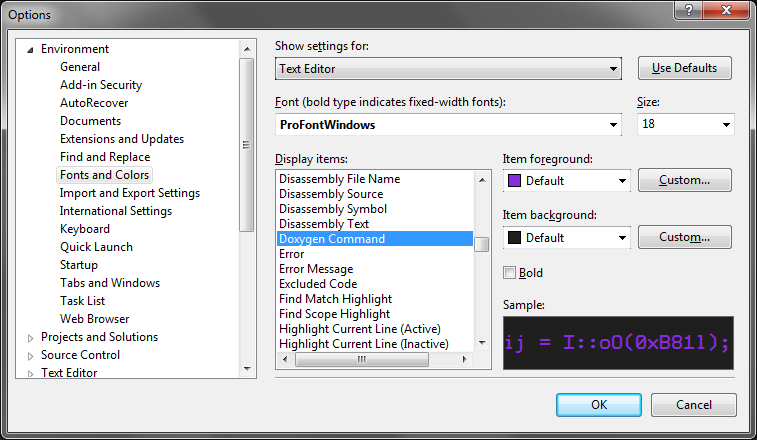 Options
Environment
General
Add-in Security
AutoRecover
Documents
Extensions and Updates
Find and Replace
Fonts and Colors
Import and Export Settings
International Settings
Keyboard
Quick Launch
Startup
Tabs and Windows
Task List
Web Browser
Projects and Solutions
Source Control
Text Editor
Show settings for:
Text Editor
Use Defaults
Font (bold type indicates fixed-width fonts):
Size:
ProFontWindows
18
Display items:
Disassembly File Name
Disassembly Source
Disassembly Symbol
Disassembly Text
Doxygen Command
Error
Error Message
Excluded Code
Find Match Highlight
Find Scope Highlight
Highlight Current Line (Active)
Highlight Current Line (Inactive)
Item foreground:
Default
Custom...
Item background:
Default
Custom...
Bold
Sample:
ij = I::oO(0xB81l);
OK
Cancel